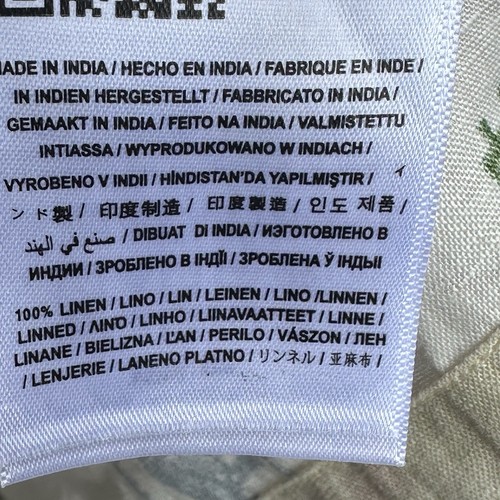 MADE IN INDIA / HECHO EN INDIA / FABRIQUE EN INDE /
IN INDIEN HERGESTELLT / FABBRICATO IN INDIA /
GEMAAKT IN INDIA / FEITO NA INDIA / VALMISTETTU
INTIASSA / WYPRODUKOWANO W INDIACH /
VYROBENO V INDII / HİNDISTAN'DA YAPILMIŞTIR / イ
ンド製 / 印度制造 / 印度製造 / 인도 제품 /
صنع في الهند / DIBUAT Di INDIA / ИЗГОТОВЛЕНО В
ИНДИИ / ЗРОБЛЕНО В ІНДІЇ / ЗРОБЛЕНА Ў ІНДЫІ
100% LINEN / LINO / LIN / LEINEN / LINO /LINNEN /
LINNED / ΛΙΝΌ / LINHO / LIINAVAATTEET / LINNE /
LINANE / BIELIZNA / ĽAN / PERILO / VÁSZON / ЛЕН
/ LENJERIE / LANENO PLATNO / リンネル / 亚麻布 /